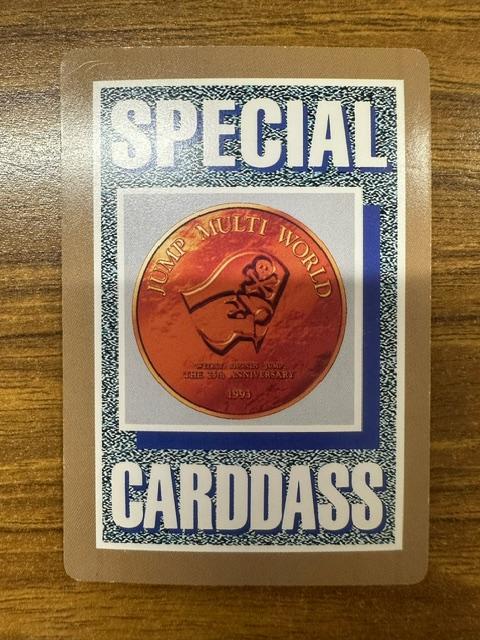 SPECIAL
JUMP MULTI WORLD
WEEKLY SHONEN JUMP
THE 25th ANNIVERSARY
1993
CARDDASS